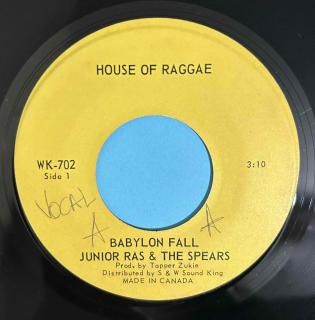 HOUSE OF RAGGAE
WK-702
Side 1
3:10
VOCAL
A A
BABYLON FALL
JUNIOR RAS & THE SPEARS
Prod. by Tapper Zukie
Distributed by S & W Sound King
MADE IN CANADA